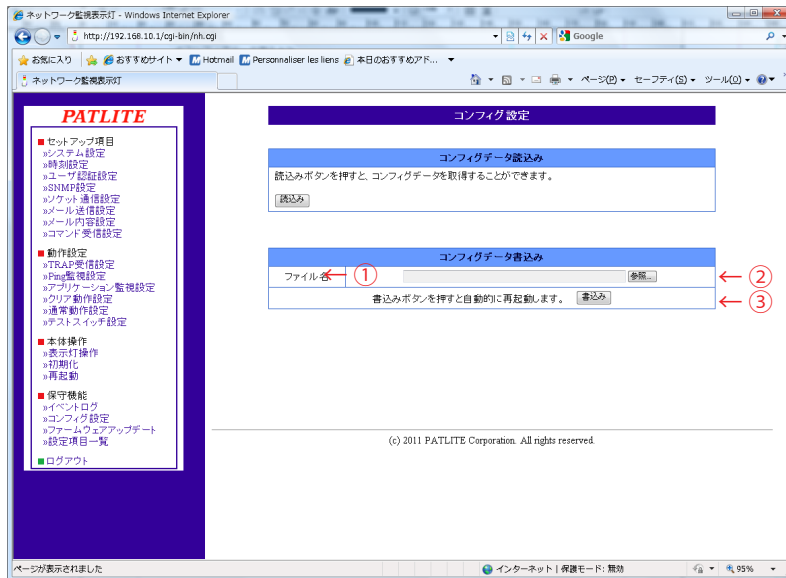 ネットワーク監視表示灯 - Windows Internet Explorer
http://192.168.10.1/cgi-bin/nh.cgi
Google
お気に入り おすすめサイト Hotmail Personnaliser les liens 本日のおすすめアド...
ネットワーク監視表示灯
ページ(P) セーフティ(S) ツール(O)
PATLITE
セットアップ項目
»システム設定
»時刻設定
»ユーザ認証設定
»SNMP設定
»ソケット通信設定
»メール送信設定
»メール内容設定
»コマンド受信設定
動作設定
»TRAP受信設定
»Ping監視設定
»アプリケーション監視設定
»クリア動作設定
»通常動作設定
»テストスイッチ設定
本体操作
»表示灯操作
»初期化
»再起動
保守機能
»イベントログ
»コンフィグ設定
»ファームウェアアップデート
»設定項目一覧
ログアウト
コンフィグ設定
コンフィグデータ読込み
読込みボタンを押すと、コンフィグデータを取得することができます。
読込み
コンフィグデータ書込み
ファイル名 ← ① 参照... ← ②
書込みボタンを押すと自動的に再起動します。 書込み ← ③
(c) 2011 PATLITE Corporation. All rights reserved.
ページが表示されました インターネット | 保護モード: 無効 95%